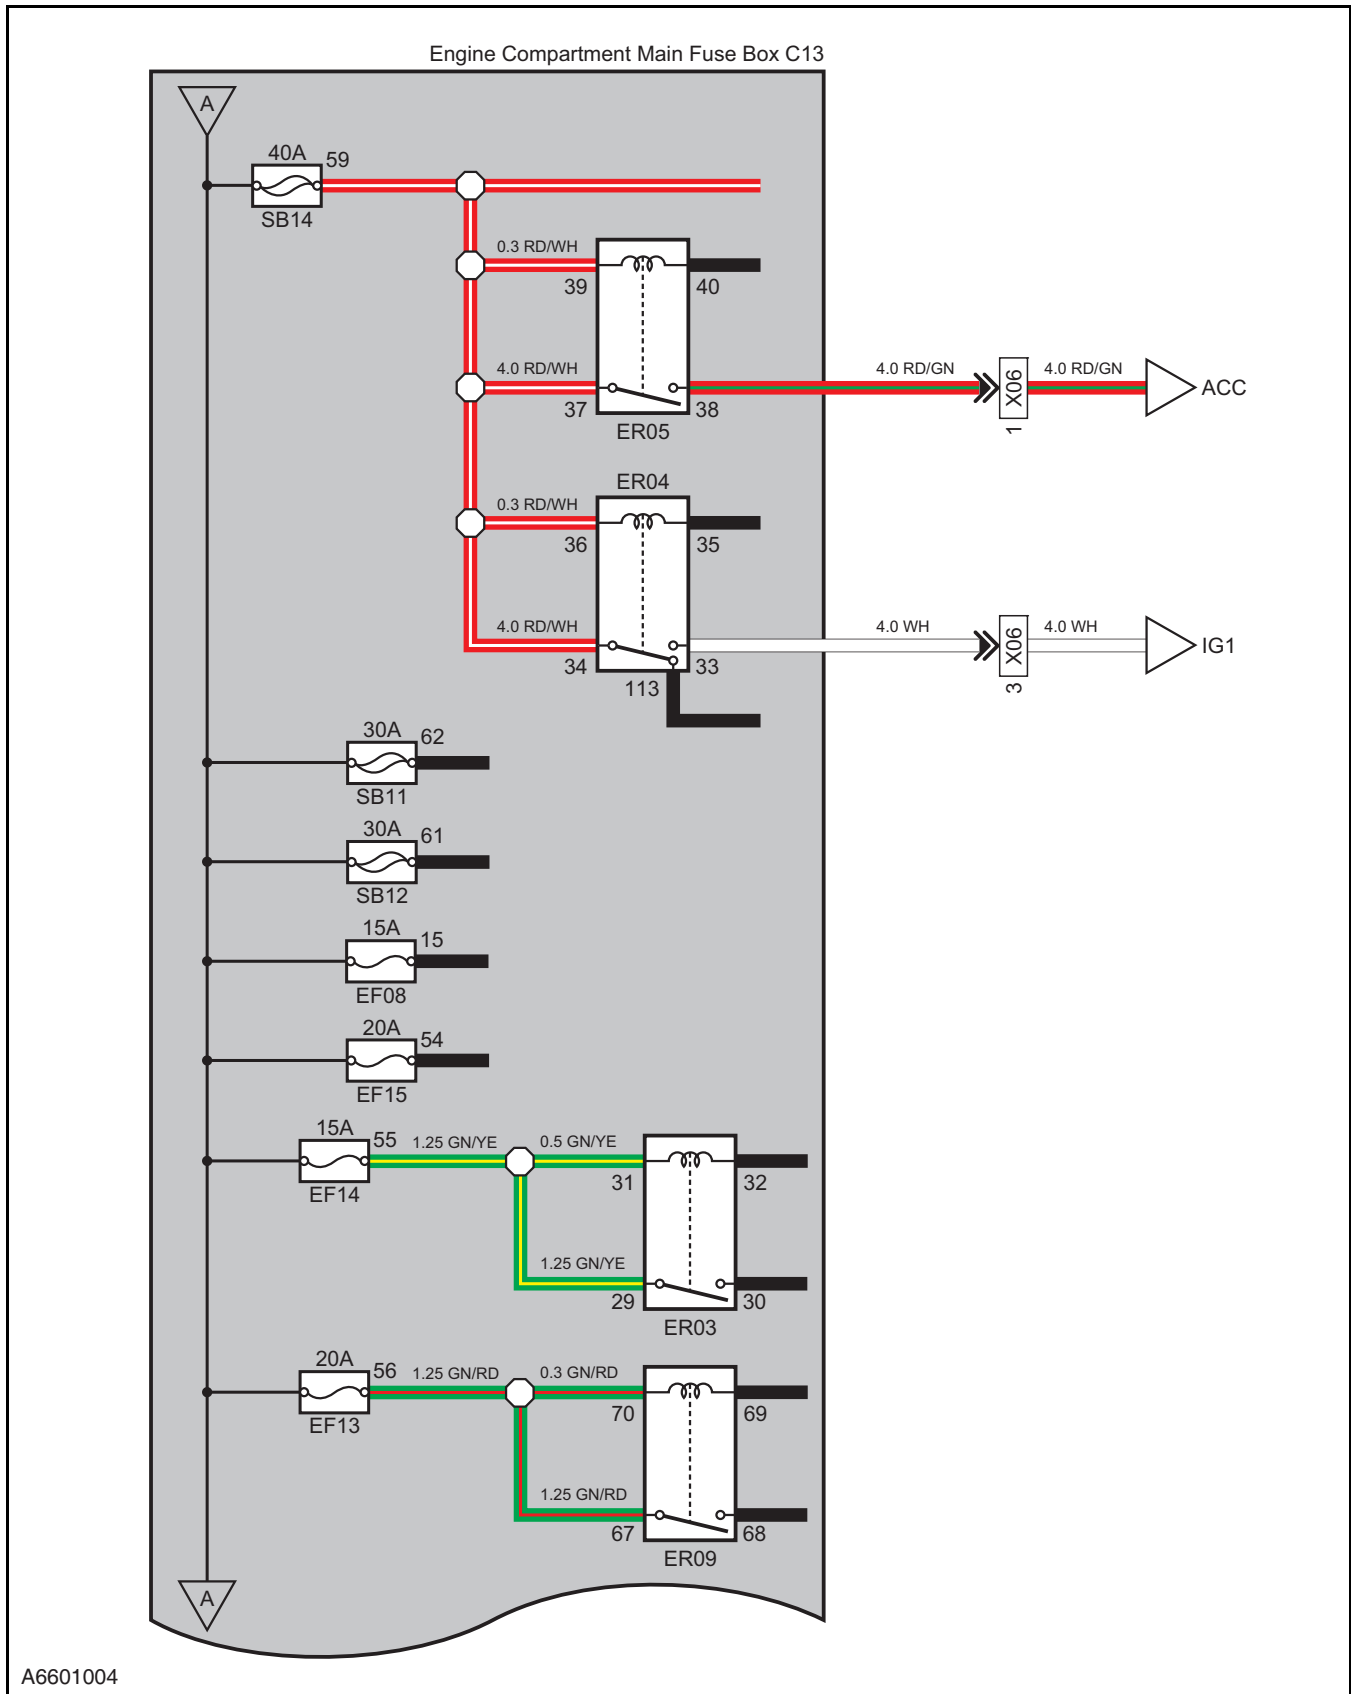 Engine Compartment Main Fuse Box C13
A
40A
59
SB14
0.3 RD/WH
39
40
4.0 RD/WH
4.0 RD/GN
4.0 RD/GN
X06
1
ACC
37
38
ER05
ER04
0.3 RD/WH
36
35
4.0 RD/WH
4.0 WH
4.0 WH
X06
3
IG1
34
33
113
30A
62
SB11
30A
61
SB12
15A
15
EF08
20A
54
EF15
15A
55
1.25 GN/YE
0.5 GN/YE
EF14
31
32
1.25 GN/YE
29
30
ER03
20A
56
1.25 GN/RD
0.3 GN/RD
EF13
70
69
1.25 GN/RD
67
68
ER09
A
A6601004